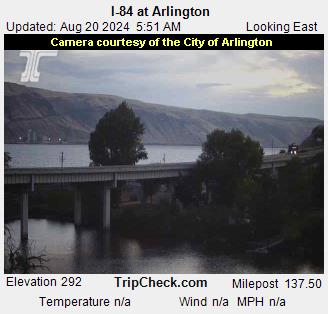 I-84 at Arlington
Updated: Aug 20 2024 5:51 AM Looking East
Camera courtesy of the City of Arlington
Elevation 292 TripCheck.com Milepost 137.50
Temperature n/a Wind n/a MPH n/a